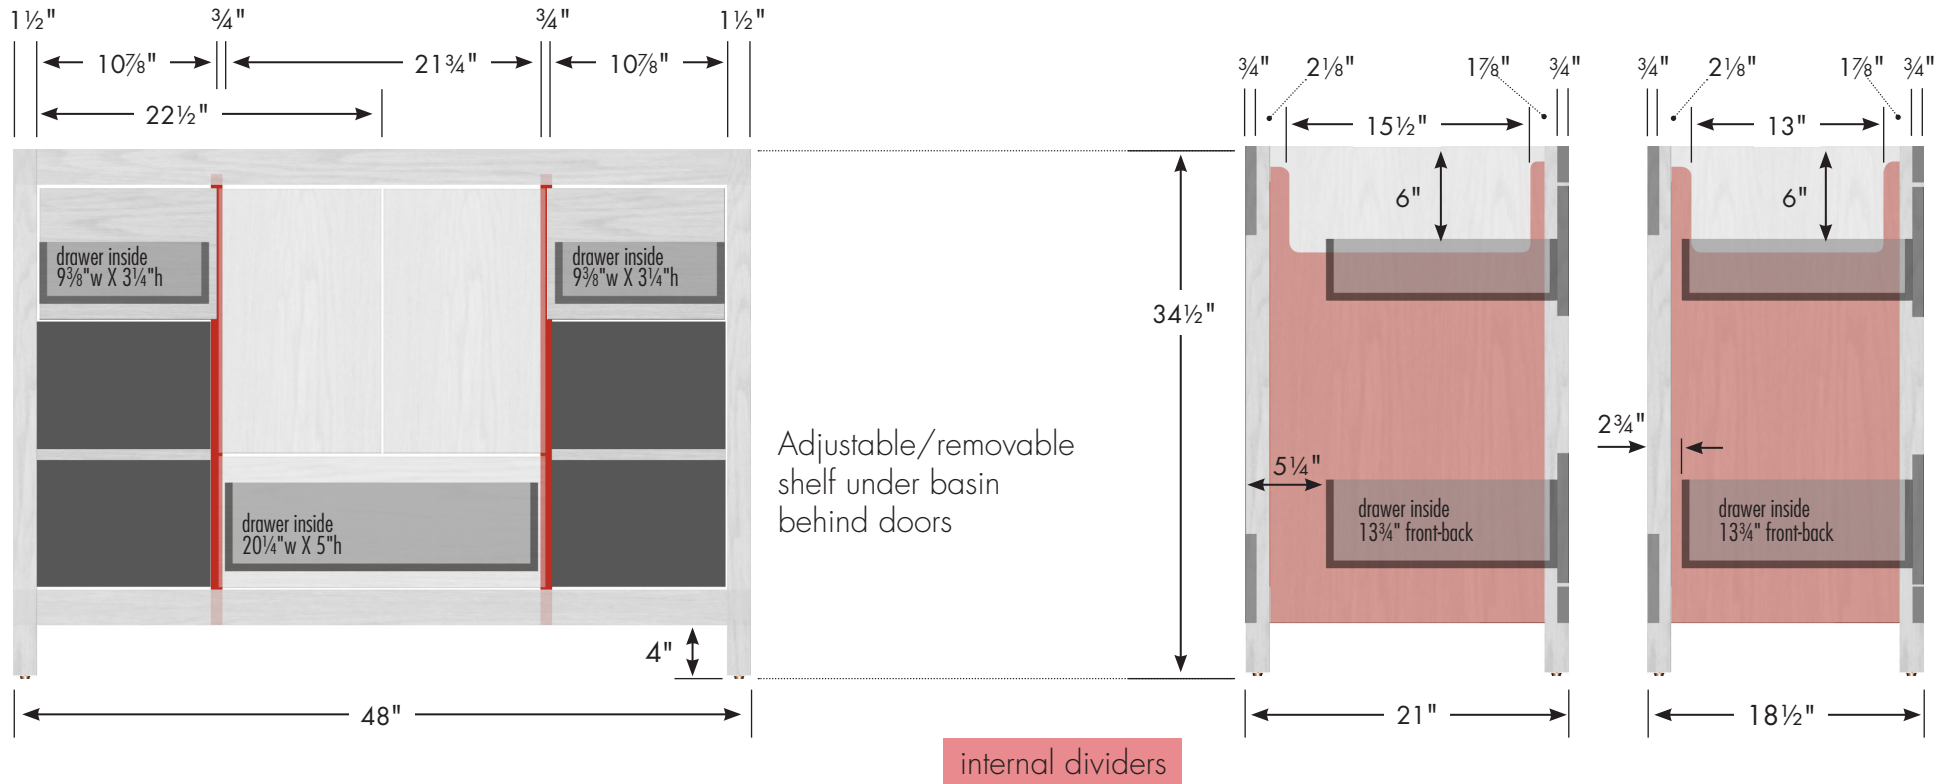 1½" ¾" ¾" 1½"
10⅞" 21¾" 10⅞"
22½"
drawer inside
9⅜"w X 3¼"h
drawer inside
9⅜"w X 3¼"h
drawer inside
20¼"w X 5"h
4"
48"
Adjustable/removable
shelf under basin
behind doors
34½"
¾" 2⅛" 1⅞" ¾"
15½"
6"
5¼"
drawer inside
13¾" front-back
21"
¾" 2⅛" 1⅞" ¾"
13"
6"
2¾"
drawer inside
13¾" front-back
18½"
internal dividers